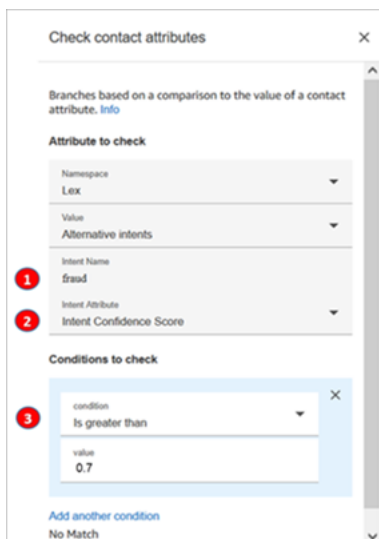 Check contact attributes
Branches based on a comparison to the value of a contact
attribute. Info
Attribute to check
Namespace
Lex
Value
Alternative intents
Intent Name
1
fraud
Intent Attribute
2
Intent Confidence Score
Conditions to check
condition
3
Is greater than
value
0.7
Add another condition
No Match